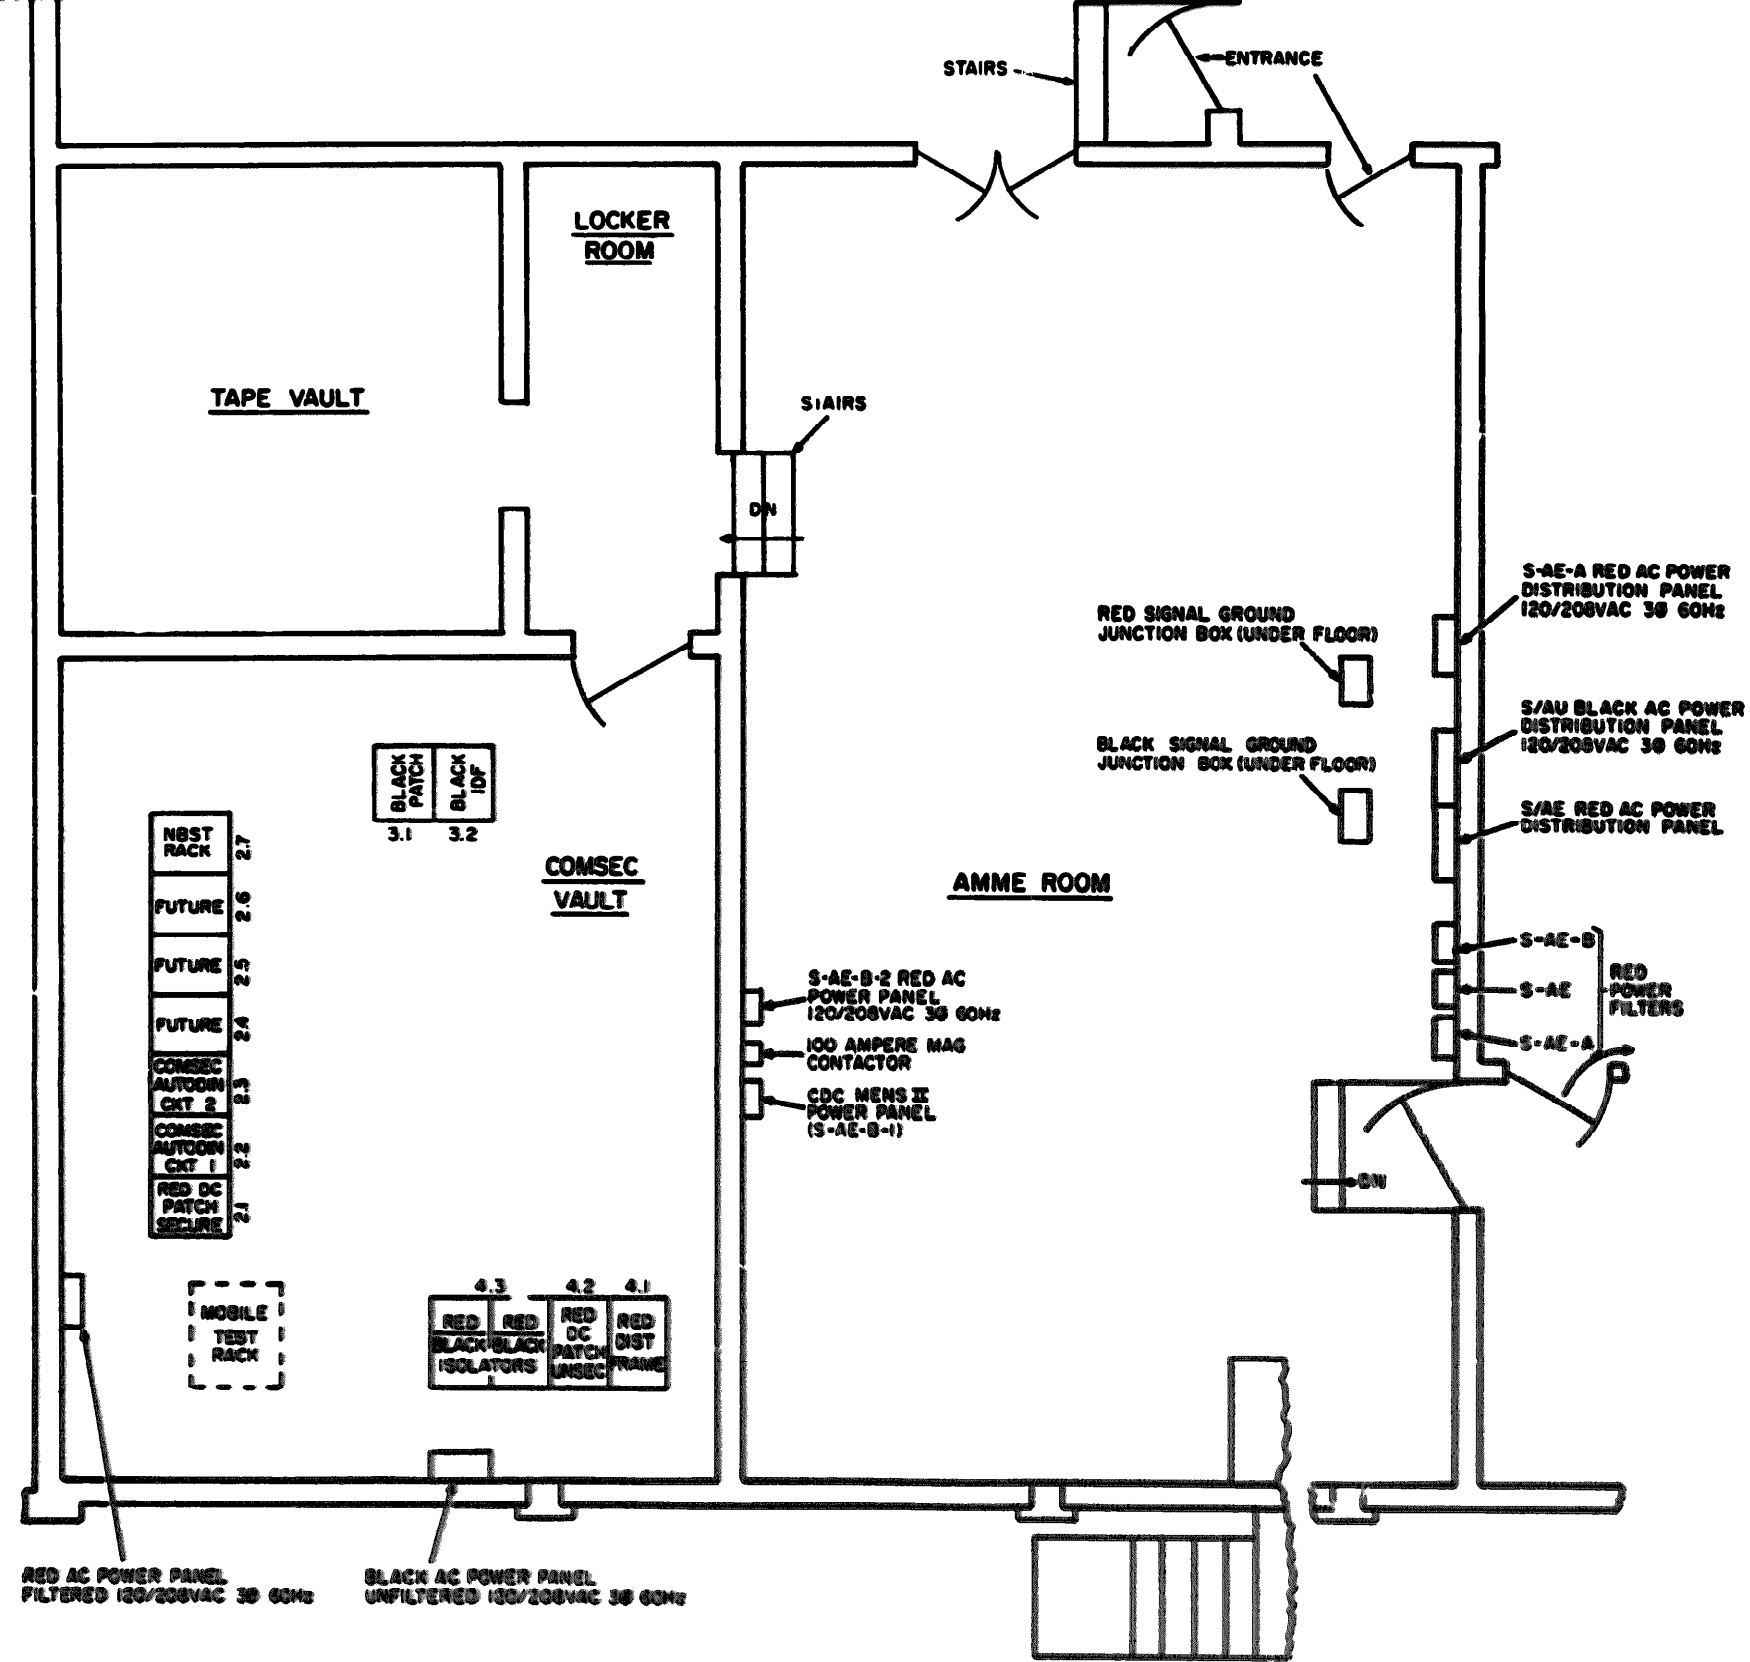 STAIRS
ENTRANCE
LOCKER
ROOM
TAPE VAULT
STAIRS
DN
S-AE-A RED AC POWER
DISTRIBUTION PANEL
120/208VAC 3Ø 60Hz
RED SIGNAL GROUND
JUNCTION BOX (UNDER FLOOR)
S/AU BLACK AC POWER
DISTRIBUTION PANEL
120/208VAC 3Ø 60Hz
BLACK SIGNAL GROUND
JUNCTION BOX (UNDER FLOOR)
S/AE RED AC POWER
DISTRIBUTION PANEL
BLACK
PATCH
BLACK
IDF
3.1
3.2
COMSEC
VAULT
AMME ROOM
NBST
RACK
2.7
FUTURE
2.6
FUTURE
2.5
FUTURE
2.4
COMSEC
AUTODIN
CKT 2
2.3
COMSEC
AUTODIN
CKT 1
2.2
RED DC
PATCH
SECURE
2.1
S-AE-B
S-AE
S-AE-A
RED
POWER
FILTERS
S-AE-B-2 RED AC
POWER PANEL
120/208VAC 3Ø 60Hz
100 AMPERE MAG
CONTACTOR
CDC MENS II
POWER PANEL
(S-AE-B-1)
DN
MOBILE
TEST
RACK
4.3
4.2
4.1
RED
BLACK
RED
BLACK
ISOLATORS
RED
DC
PATCH
UNSEC
RED
DIST
FRAME
RED AC POWER PANEL
FILTERED 120/208VAC 3Ø 60Hz
BLACK AC POWER PANEL
UNFILTERED 120/208VAC 3Ø 60Hz